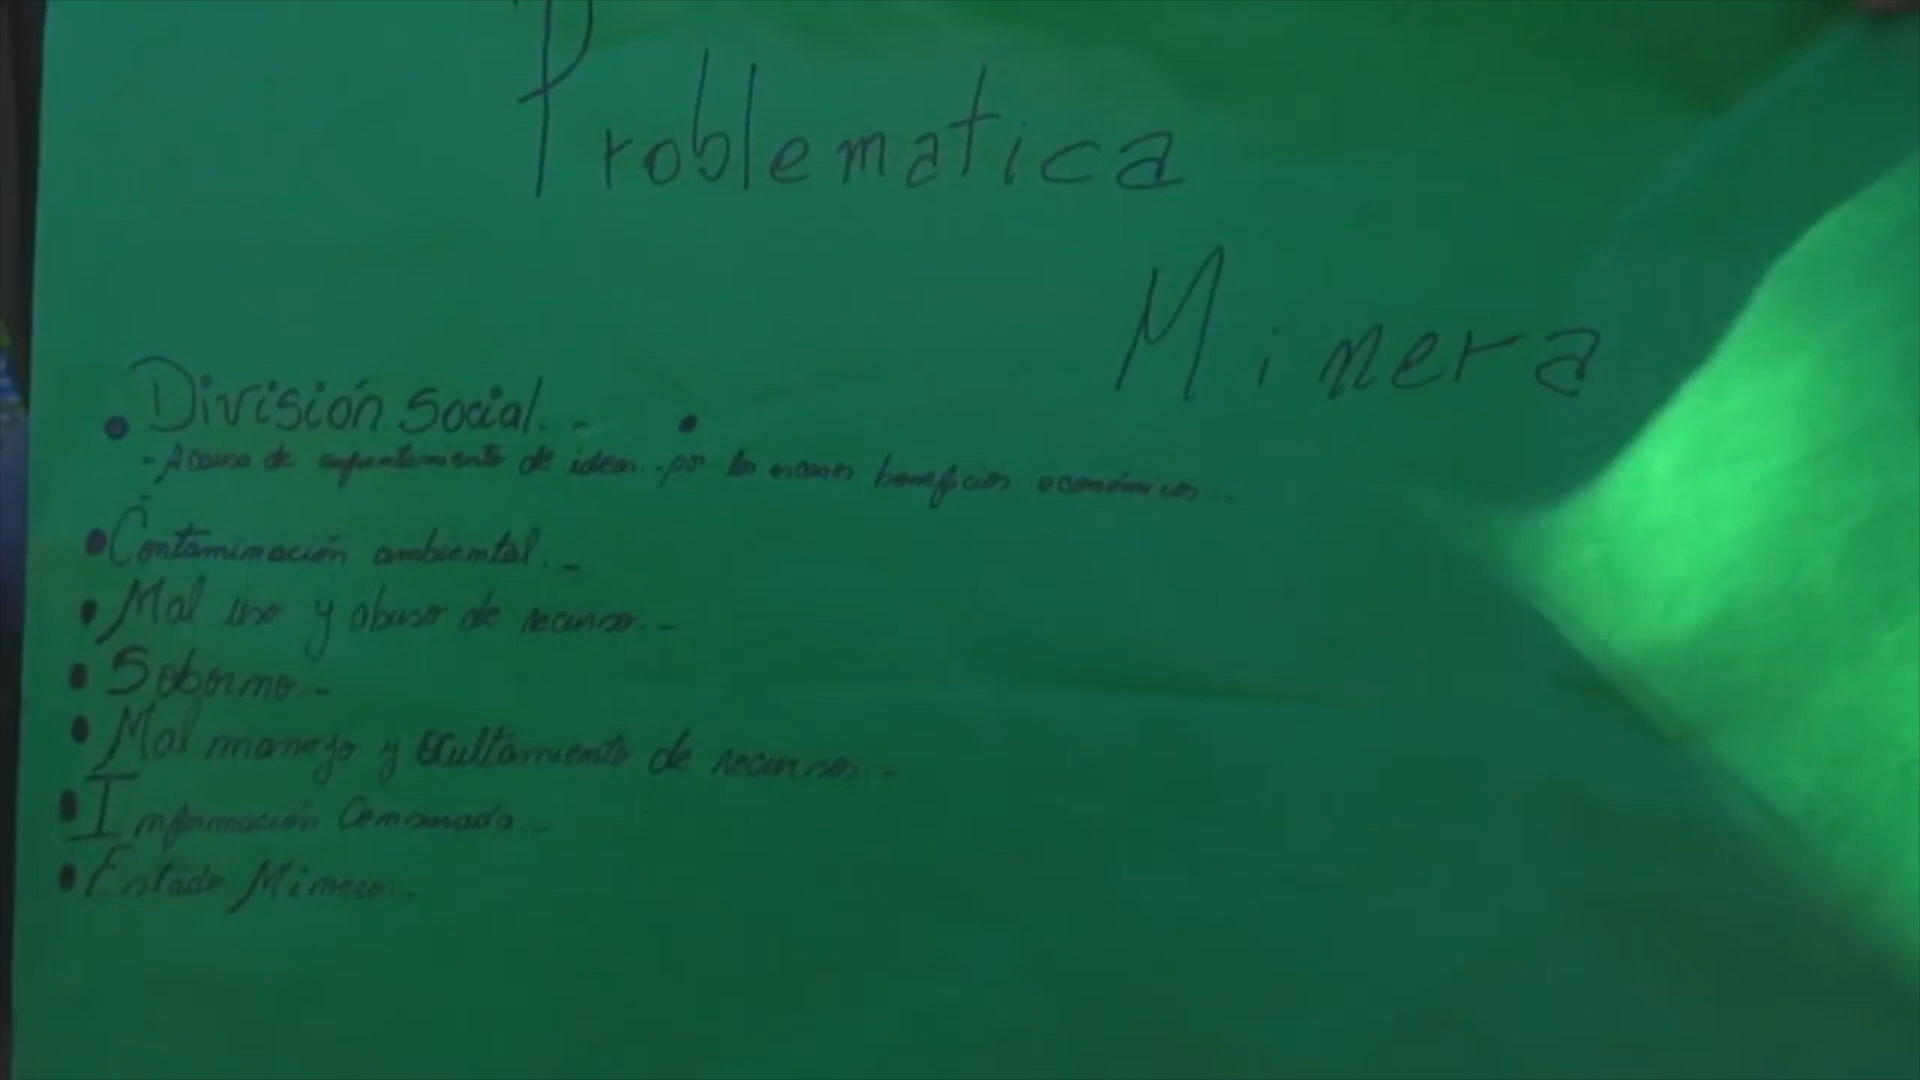 Problematica
Minera
• División Social.-
- A causa de enfrentamiento de ideas..por los escasos beneficios económicos...
• Contaminación ambiental.-
• Mal uso y abuso de recurso.-
• Soborno.-
• Mal manejo y Ocultamiento de recursos.-
• Información Censurada..-
• Estado Minero..-